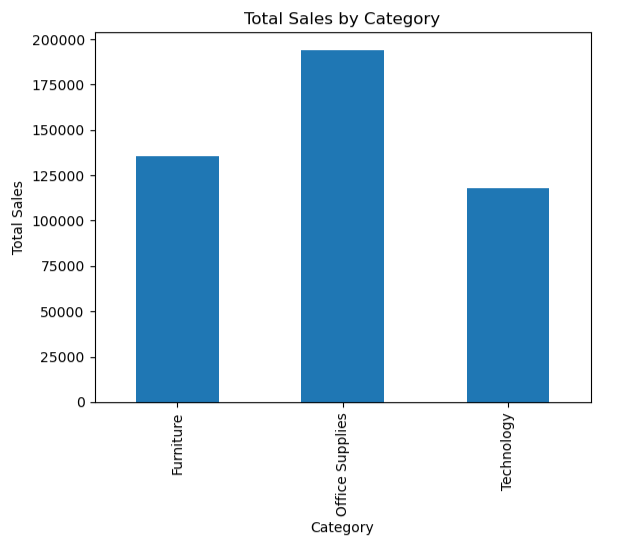 Total Sales by Category
Total Sales
200000
175000
150000
125000
100000
75000
50000
25000
0
Furniture
Office Supplies
Technology
Category